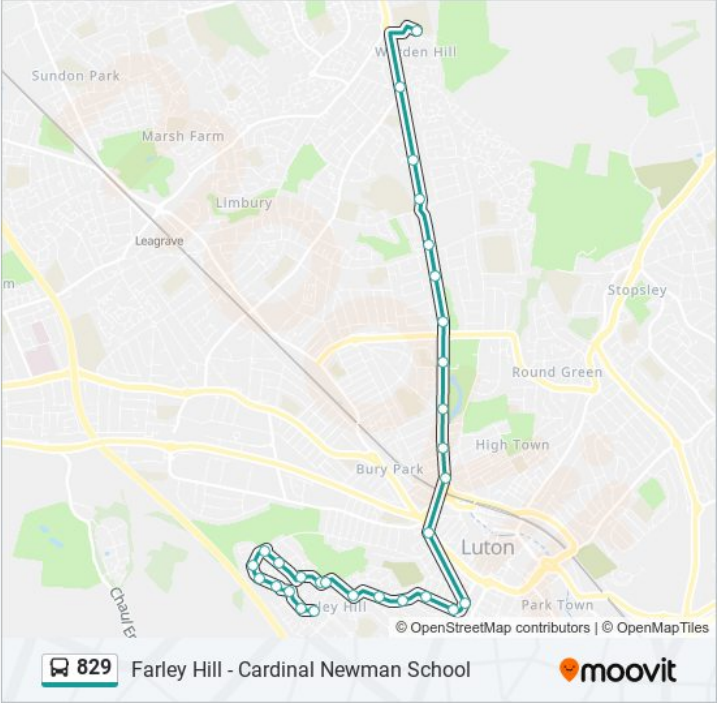 Warden Hill
Sundon Park
Marsh Farm
Limbury
Leagrave
m
Stopsley
Round Green
High Town
Bury Park
Luton
Chaul E
ley Hill
Park Town
© OpenStreetMap contributors | © OpenMapTiles
829 Farley Hill - Cardinal Newman School
moovit